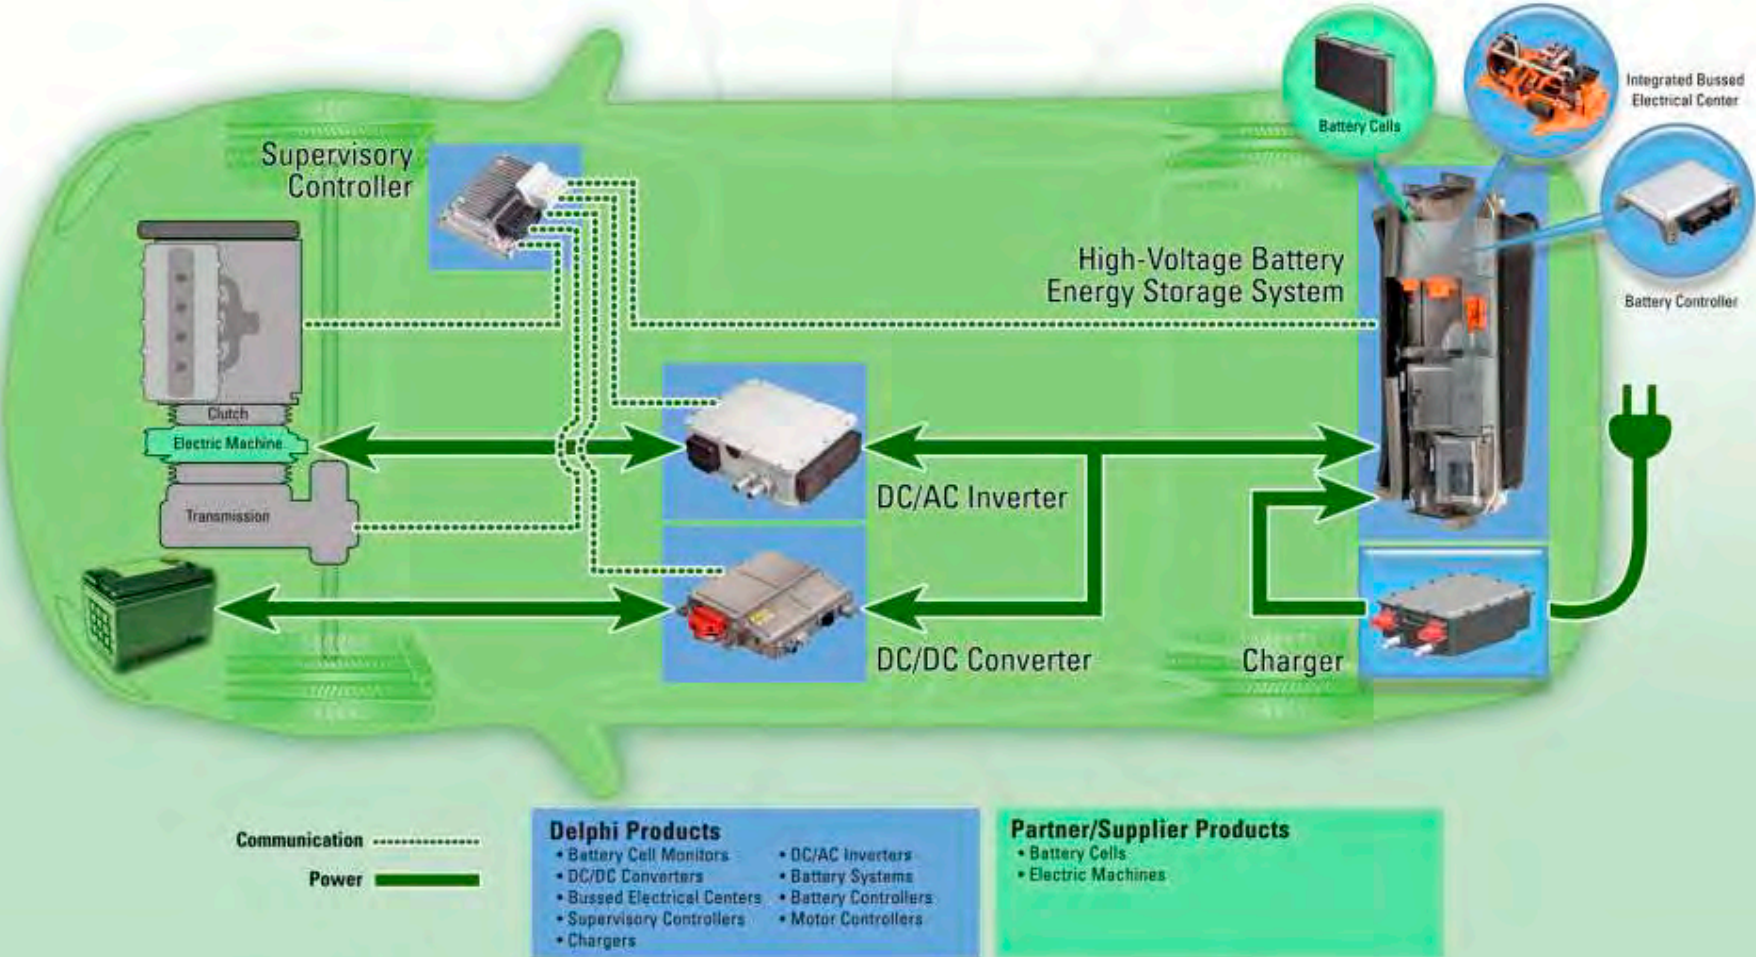 Battery Cells
Integrated Bussed
Electrical Center
Battery Controller
Supervisory
Controller
High-Voltage Battery
Energy Storage System
Clutch
Electric Machine
Transmission
DC/AC Inverter
DC/DC Converter
Charger
Communication
Power
Delphi Products
• Battery Cell Monitors
• DC/DC Converters
• Bussed Electrical Centers
• Supervisory Controllers
• Chargers
• DC/AC Inverters
• Battery Systems
• Battery Controllers
• Motor Controllers
Partner/Supplier Products
• Battery Cells
• Electric Machines